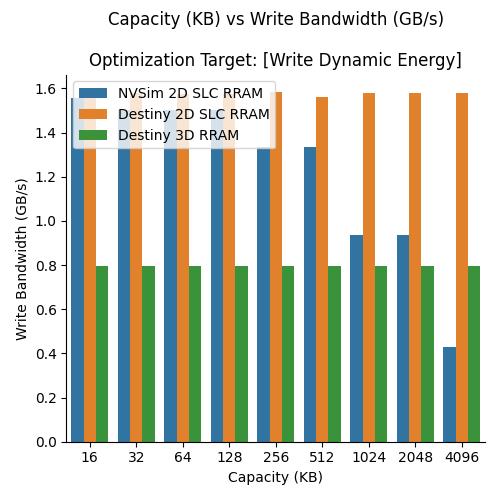 Capacity (KB) vs Write Bandwidth (GB/s)
Optimization Target: [Write Dynamic Energy]
NVSim 2D SLC RRAM
Destiny 2D SLC RRAM
Destiny 3D RRAM
Write Bandwidth (GB/s)
1.6
1.4
1.2
1.0
0.8
0.6
0.4
0.2
0.0
16 32 64 128 256 512 1024 2048 4096
Capacity (KB)